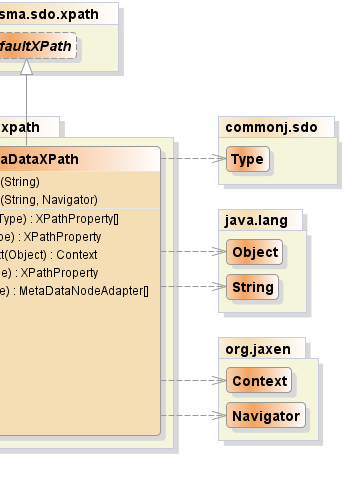 sma.sdo.xpath
faultXPath
xpath
aDataXPath
(String)
(String, Navigator)
Type) : XPathProperty[]
pe) : XPathProperty
t(Object) : Context
e) : XPathProperty
e) : MetaDataNodeAdapter[]
commonj.sdo
Type
java.lang
Object
String
org.jaxen
Context
Navigator